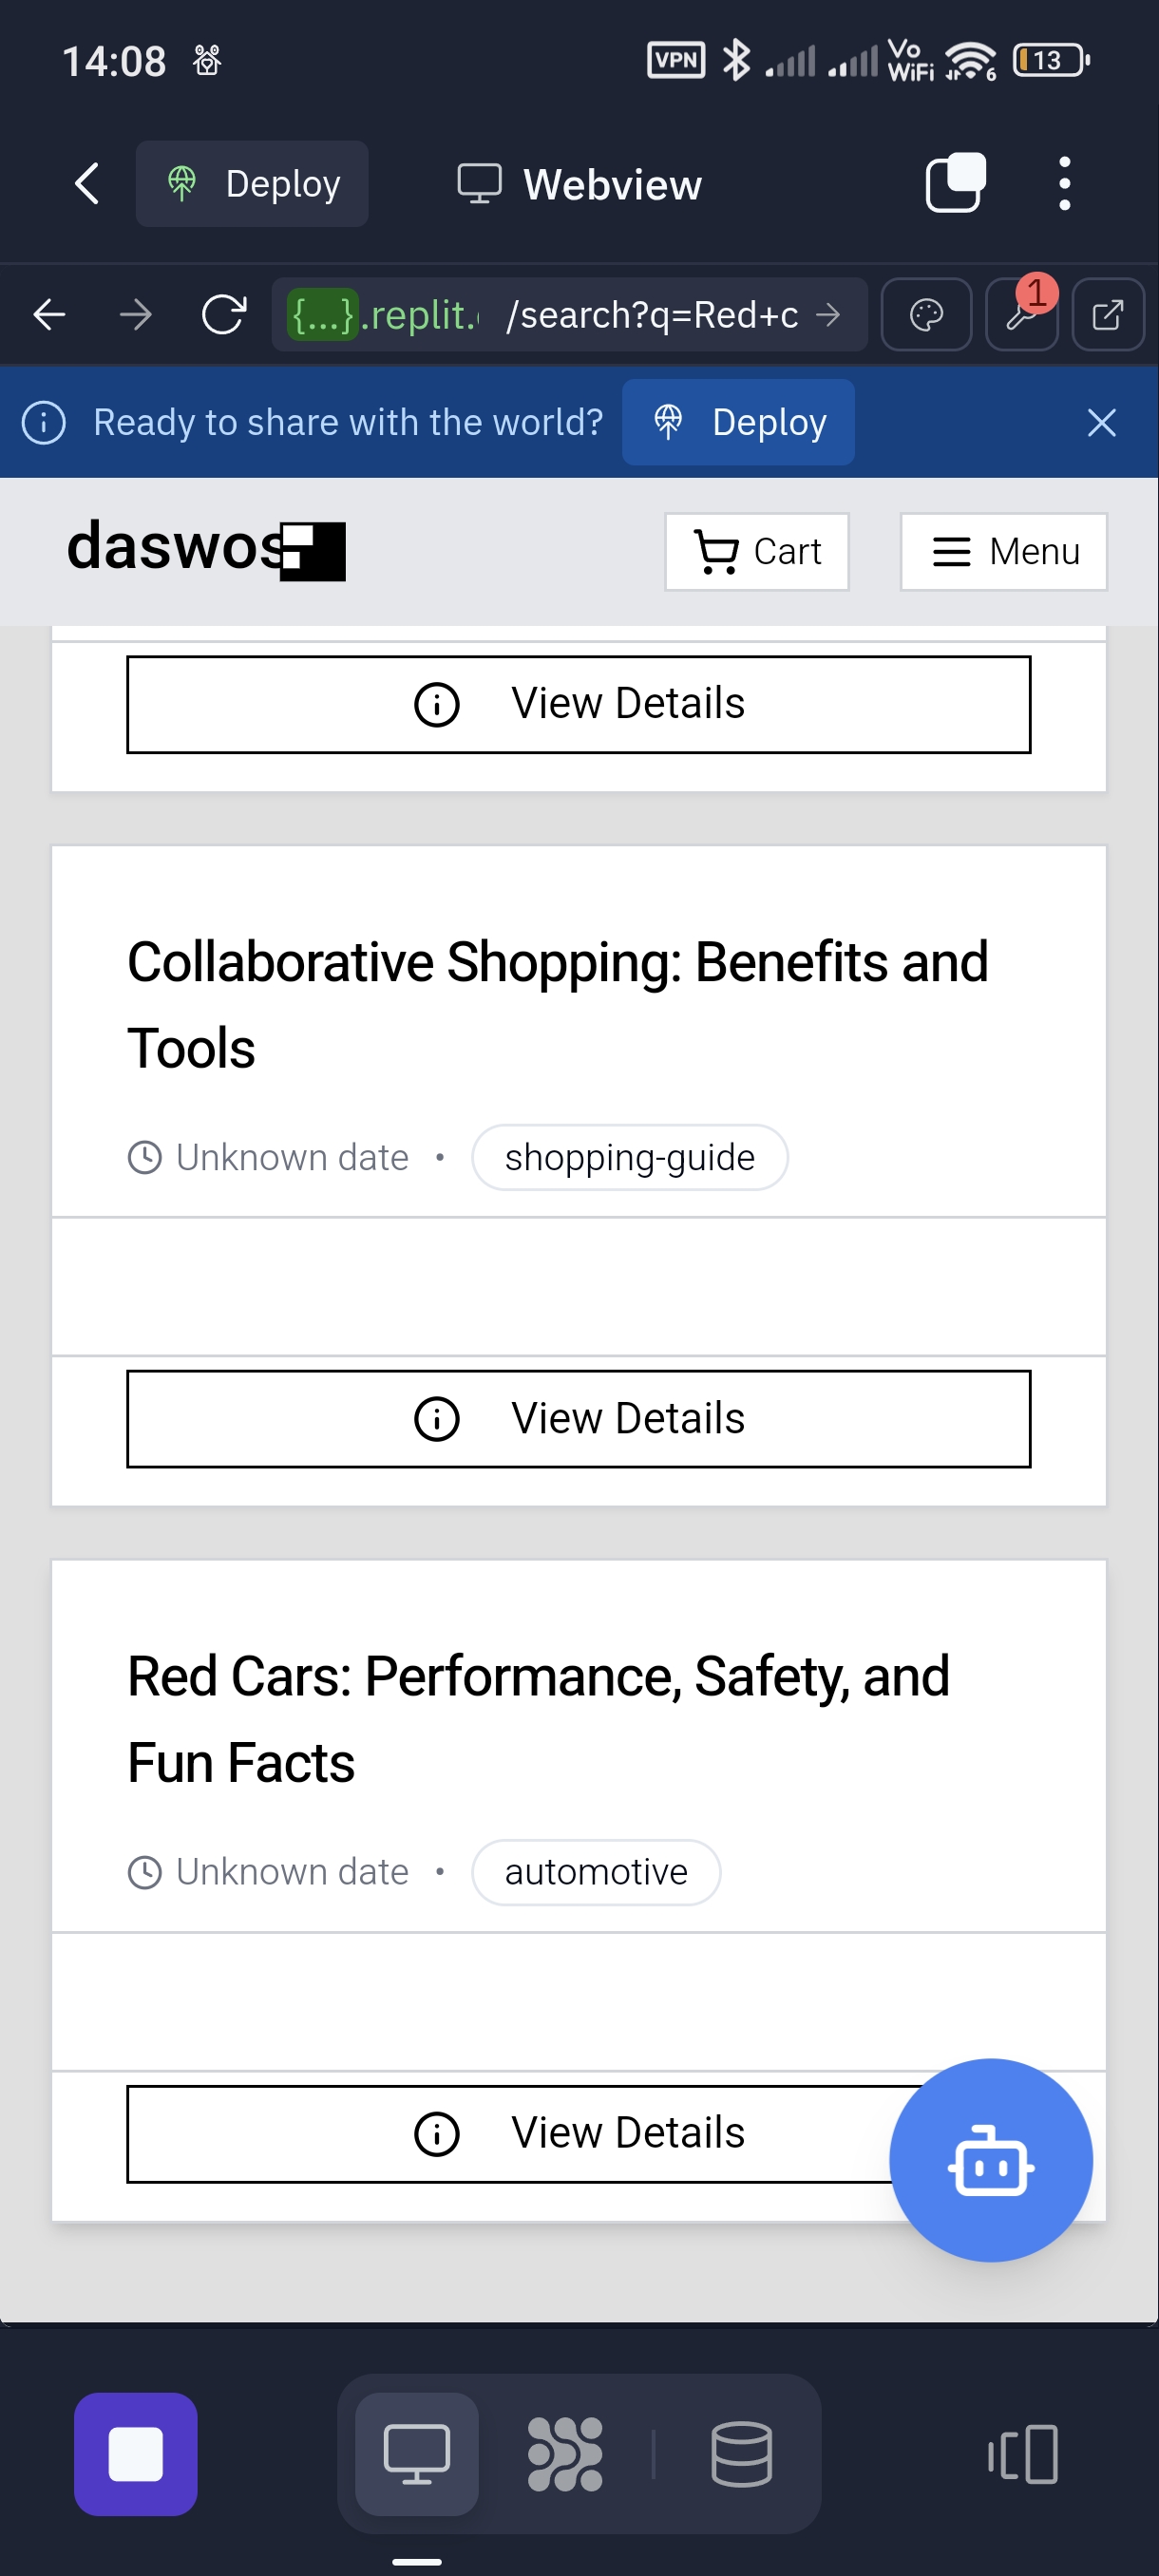 14:08
VPN
Vo
WiFi
6
13
Deploy
Webview
{...}.replit.
/search?q=Red+c
1
Ready to share with the world?
Deploy
daswos
Cart
Menu
View Details
Collaborative Shopping: Benefits and
Tools
Unknown date • shopping-guide
View Details
Red Cars: Performance, Safety, and
Fun Facts
Unknown date • automotive
View Details